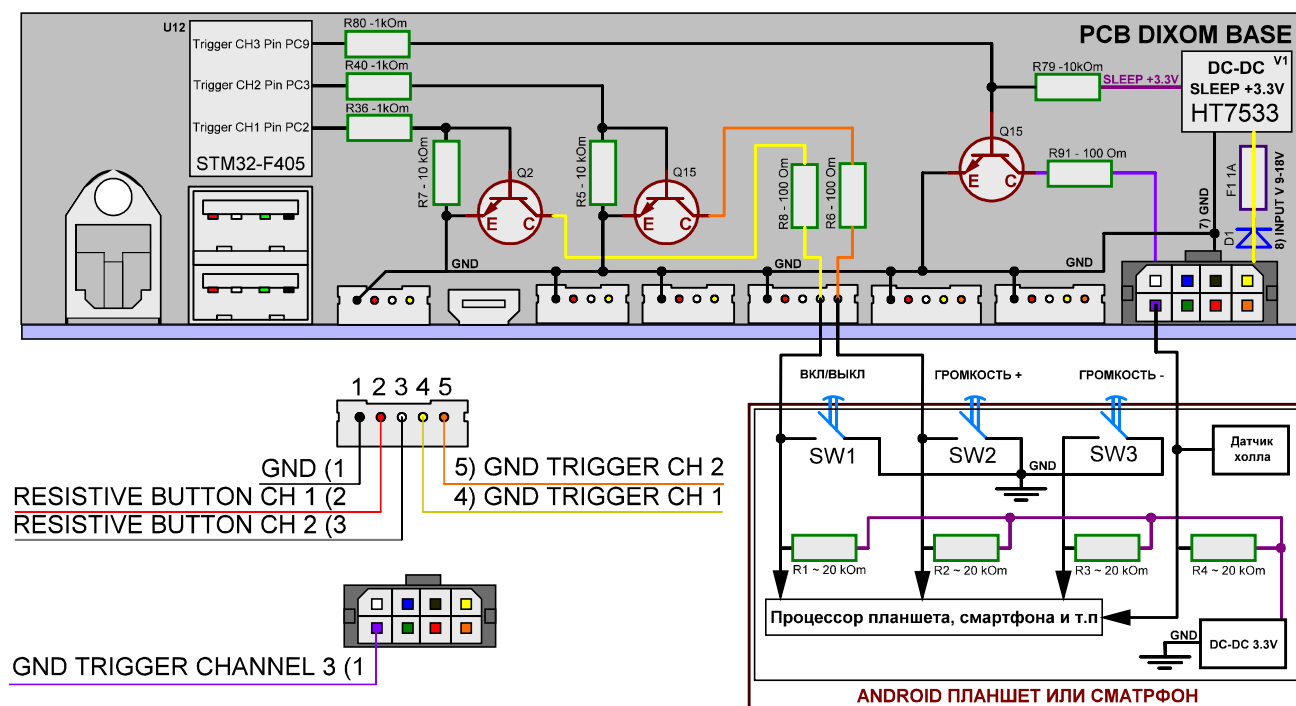 PCB DIXOM BASE
U12
Trigger CH3 Pin PC9
Trigger CH2 Pin PC3
Trigger CH1 Pin PC2
STM32-F405
R80 -1kOm
R40 -1kOm
R36 -1kOm
R7 - 10 kOm
Q2
E
C
R5 - 10 kOm
Q15
E
C
R8 - 100 Om
R6 - 100 Om
Q15
E
C
R79 -10kOm
SLEEP +3.3V
V1
DC-DC
SLEEP +3.3V
HT7533
R91 - 100 Om
F1 1A
D1
7) GND
8) INPUT V 9-18V
GND
GND
GND
1 2 3 4 5
GND (1
RESISTIVE BUTTON CH 1 (2
RESISTIVE BUTTON CH 2 (3
5) GND TRIGGER CH 2
4) GND TRIGGER CH 1
GND TRIGGER CHANNEL 3 (1
ВКЛ/ВЫКЛ
ГРОМКОСТЬ +
ГРОМКОСТЬ -
SW1
SW2
SW3
GND
Датчик
холла
R1 ~ 20 kOm
R2 ~ 20 kOm
R3 ~ 20 kOm
R4 ~ 20 kOm
Процессор планшета, смартфона и т.п
GND
DC-DC 3.3V
ANDROID ПЛАНШЕТ ИЛИ СМАТРФОН